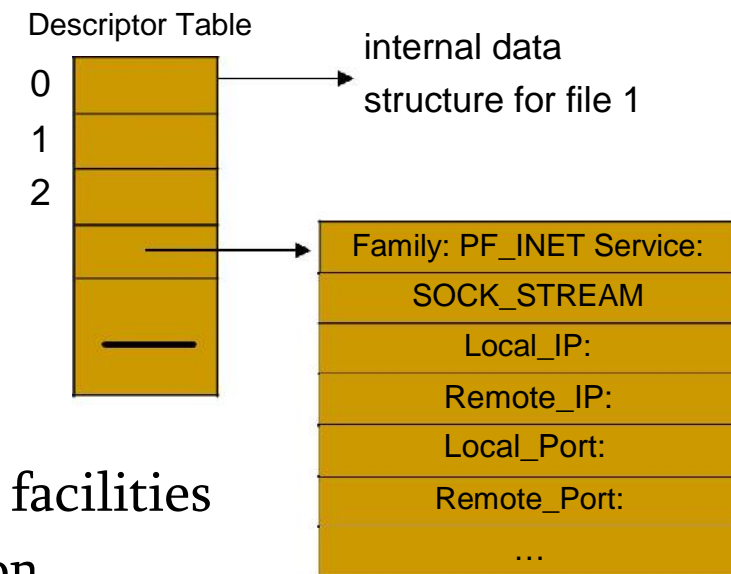 Descriptor Table
0
internal data
structure for file 1
1
2
Family: PF_INET Service:
SOCK_STREAM
Local_IP:
Remote_IP:
Local_Port:
facilities
Remote_Port:
…